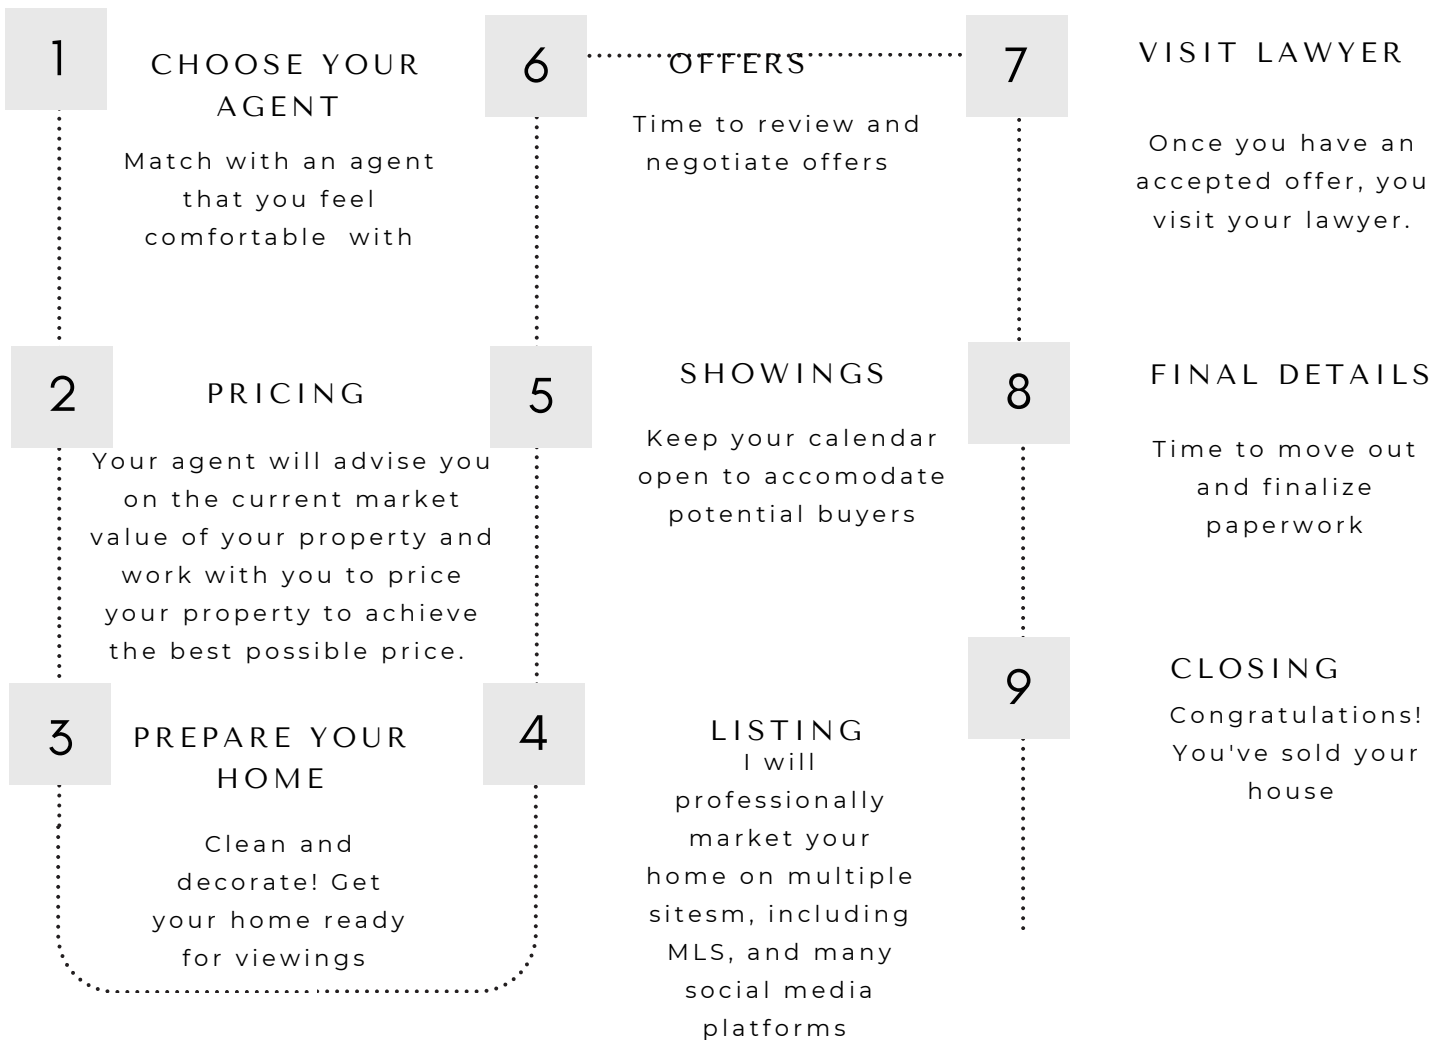 1
CHOOSE YOUR
AGENT
Match with an agent
that you feel
comfortable with
2
PRICING
Your agent will advise you
on the current market
value of your property and
work with you to price
your property to achieve
the best possible price.
3
PREPARE YOUR
HOME
Clean and
decorate! Get
your home ready
for viewings
4
LISTING
I will
professionally
market your
home on multiple
sitesm, including
MLS, and many
social media
platforms
5
SHOWINGS
Keep your calendar
open to accomodate
potential buyers
6
OFFERS
Time to review and
negotiate offers
7
VISIT LAWYER
Once you have an
accepted offer, you
visit your lawyer.
8
FINAL DETAILS
Time to move out
and finalize
paperwork
9
CLOSING
Congratulations!
You've sold your
house